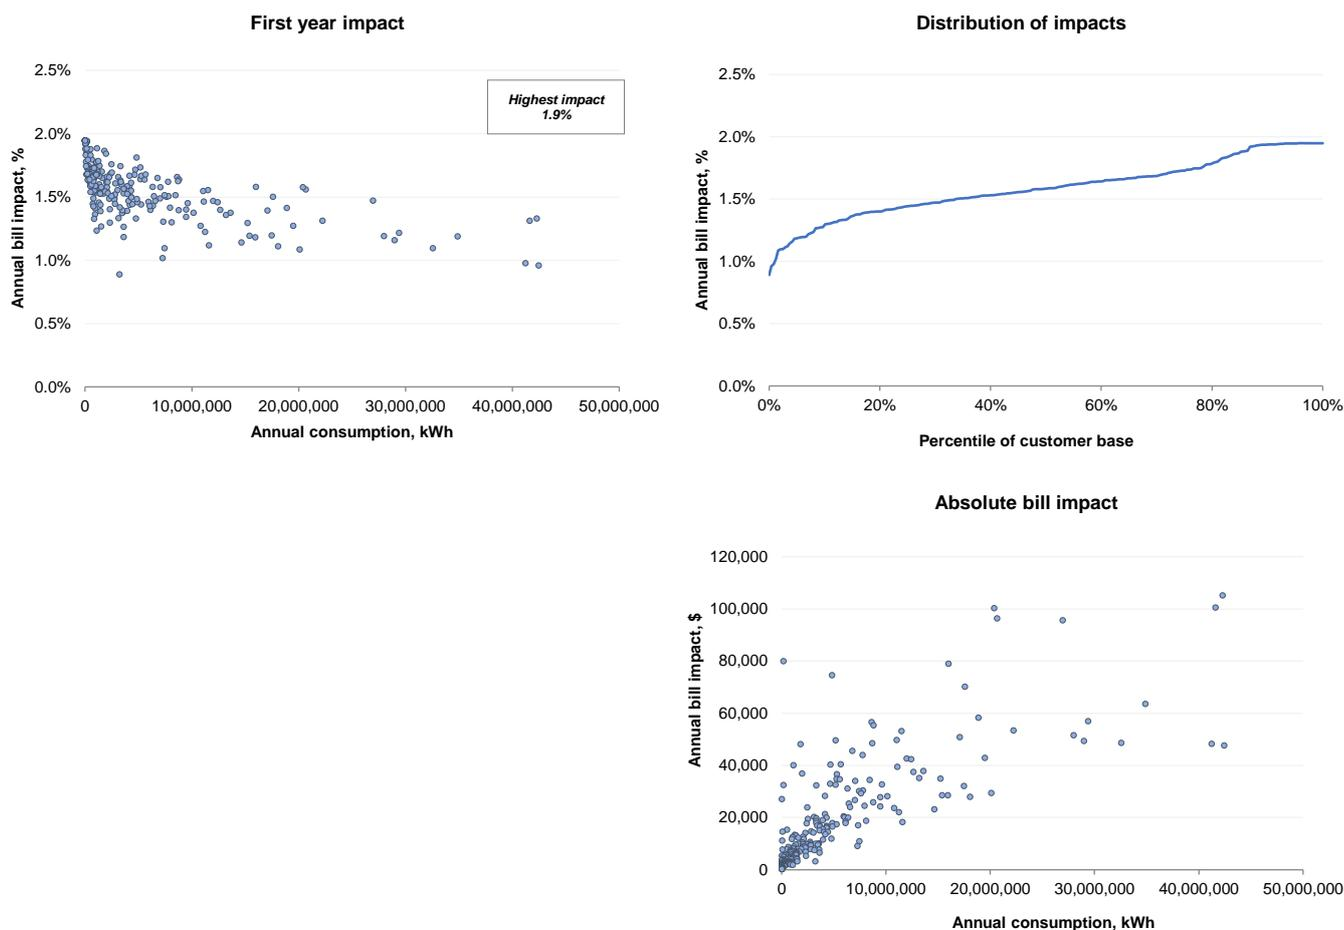 First year impact
2.5%
2.0%
1.5%
1.0%
0.5%
0.0%
Annual bill impact, %
Highest impact
1.9%
0 10,000,000 20,000,000 30,000,000 40,000,000 50,000,000
Annual consumption, kWh
Distribution of impacts
2.5%
2.0%
1.5%
1.0%
0.5%
0.0%
Annual bill impact, %
0% 20% 40% 60% 80% 100%
Percentile of customer base
Absolute bill impact
120,000
100,000
80,000
60,000
40,000
20,000
0
Annual bill impact, $
0 10,000,000 20,000,000 30,000,000 40,000,000 50,000,000
Annual consumption, kWh